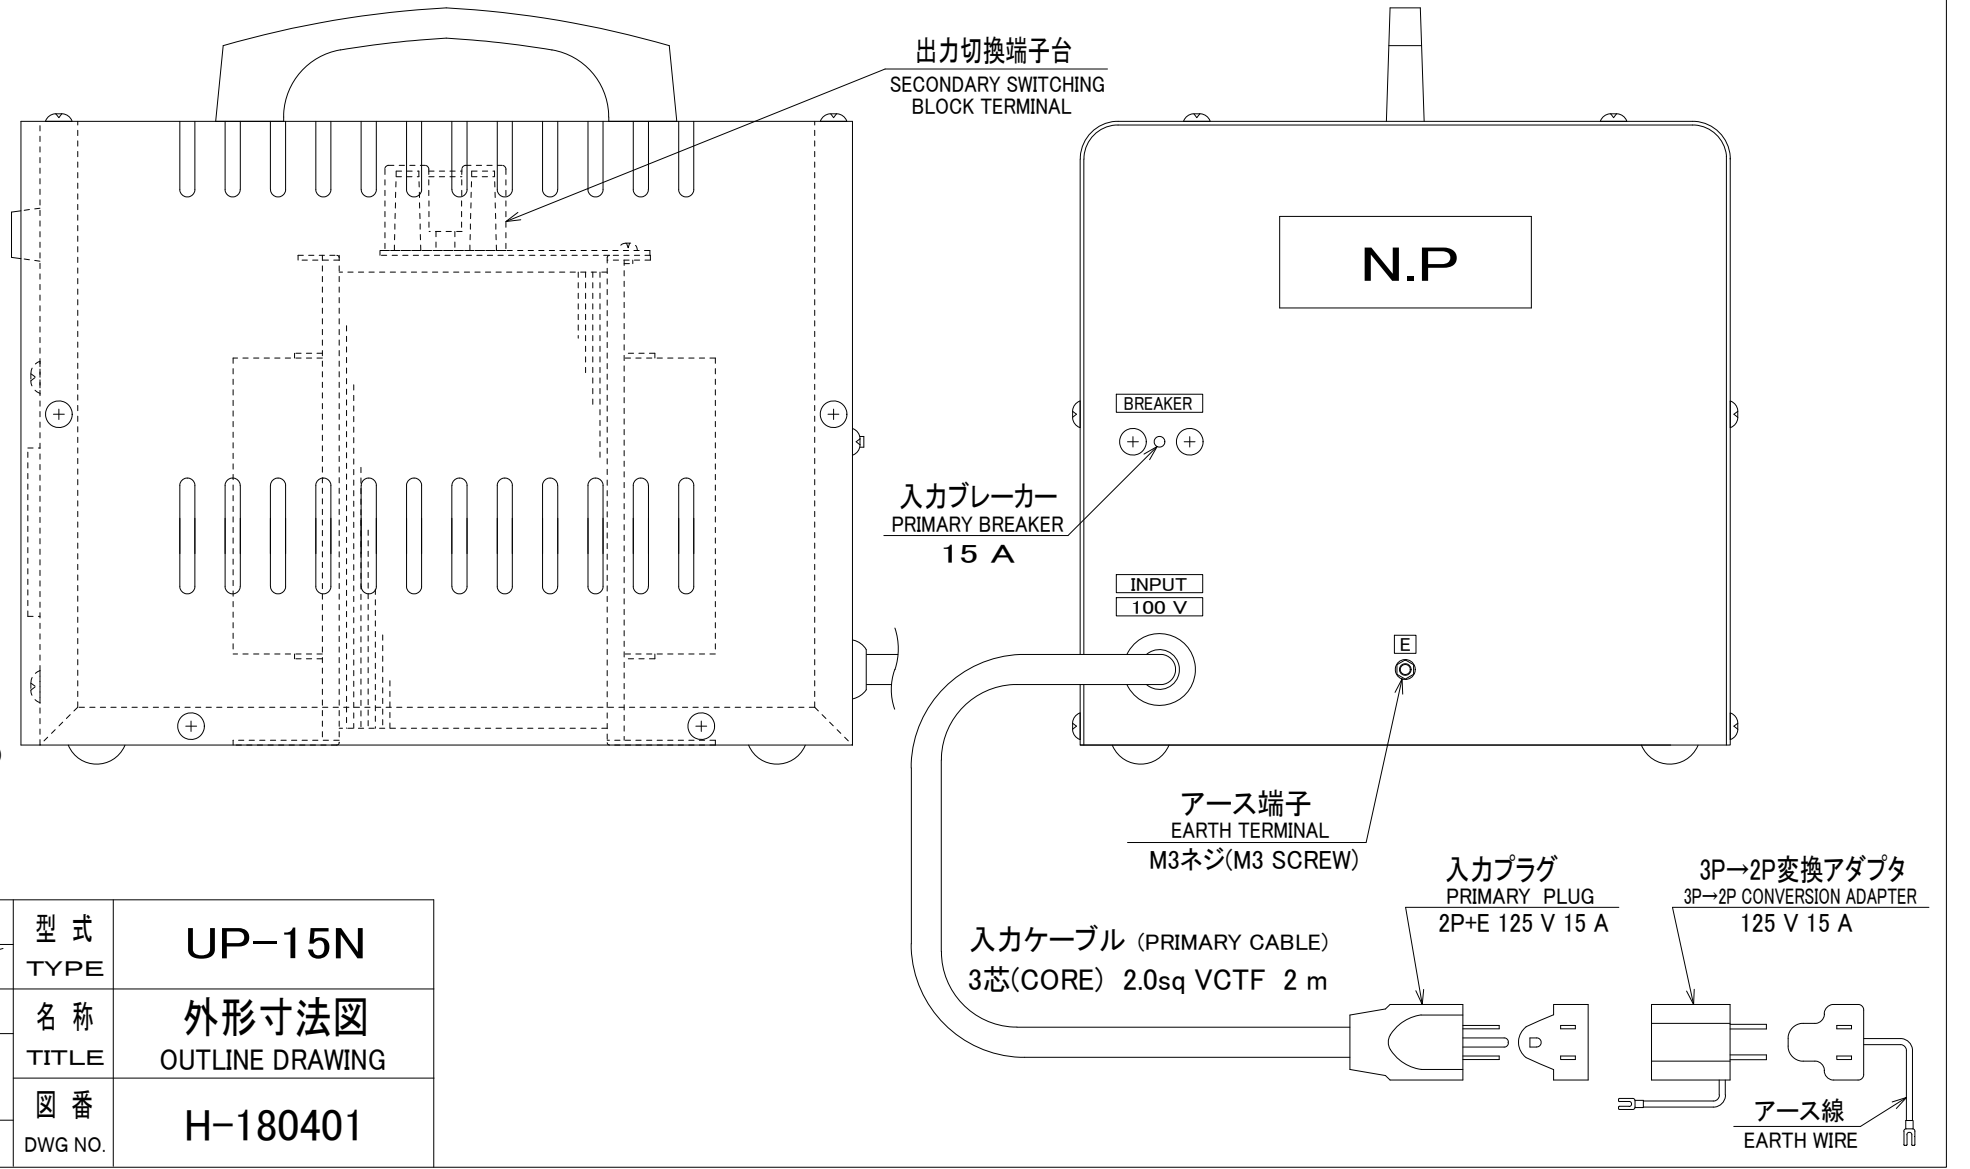 出力切換端子台
SECONDARY SWITCHING
BLOCK TERMINAL
N.P
BREAKER
入力ブレーカー
PRIMARY BREAKER
15 A
INPUT
100 V
E
アース端子
EARTH TERMINAL
M3ネジ(M3 SCREW)
入力プラグ
PRIMARY PLUG
2P+E 125 V 15 A
3P→2P変換アダプタ
3P→2P CONVERSION ADAPTER
125 V 15 A
入力ケーブル (PRIMARY CABLE)
3芯(CORE) 2.0sq VCTF 2 m
アース線
EARTH WIRE
型 式
TYPE
UP-15N
名 称
TITLE
外形寸法図
OUTLINE DRAWING
図 番
DWG NO.
H-180401